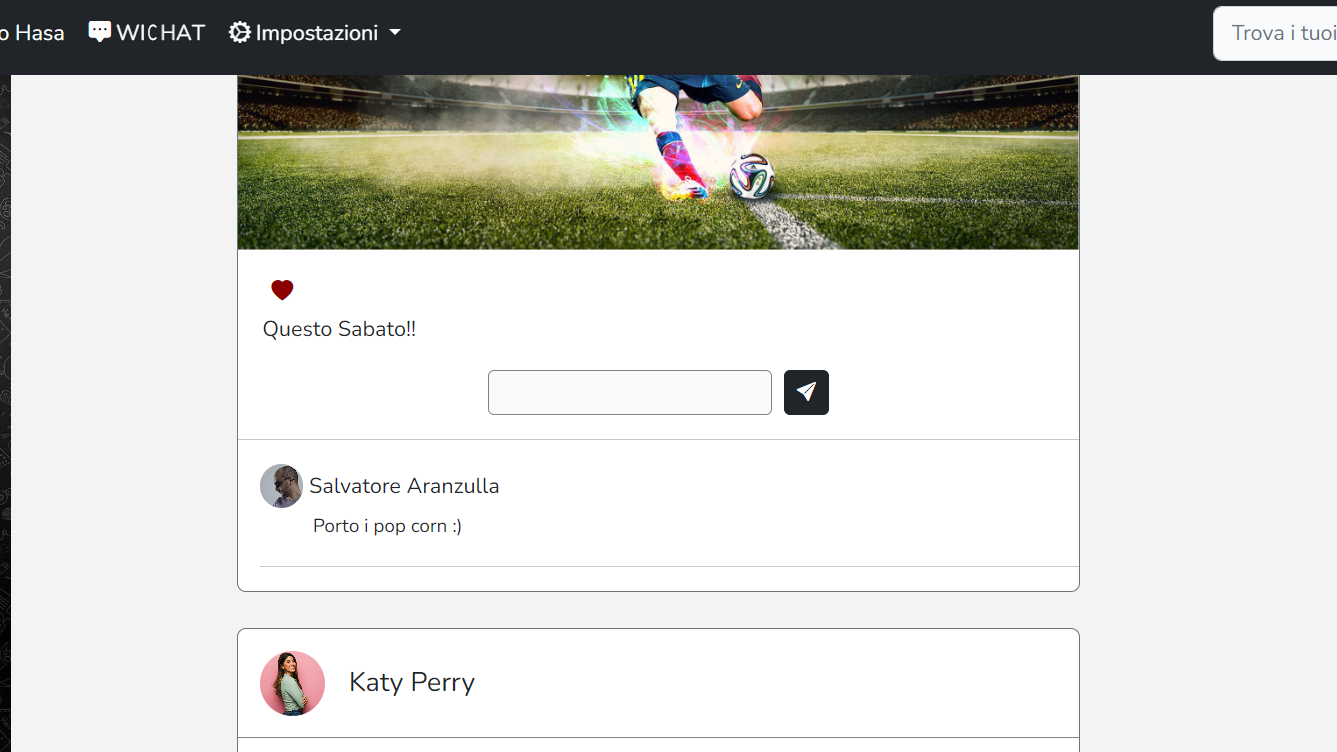 o Hasa WICHAT Impostazioni Trova i tuoi
Questo Sabato!!
Salvatore Aranzulla
Porto i pop corn :)
Katy Perry